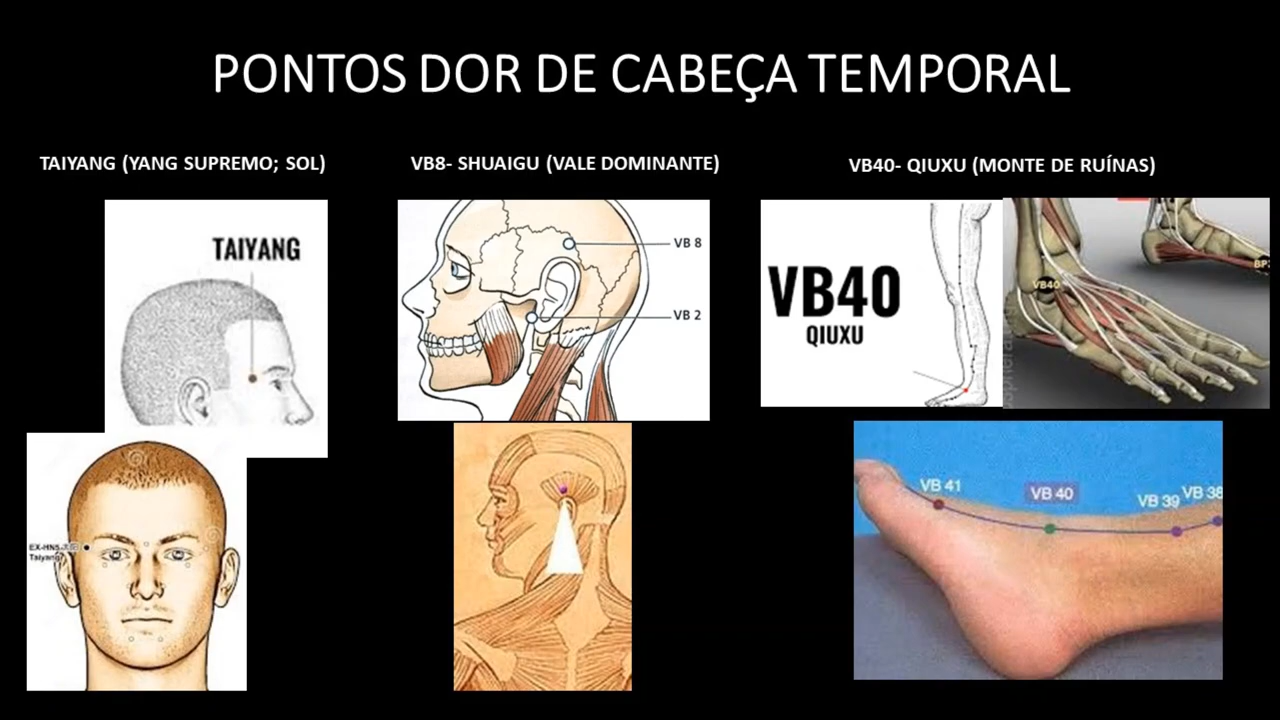 PONTOS DOR DE CABEÇA TEMPORAL
TAIYANG (YANG SUPREMO; SOL)
VB8- SHUAIGU (VALE DOMINANTE)
VB40- QIUXU (MONTE DE RUÍNAS)
TAIYANG
VB 8
VB 2
VB40
QIUXU
VB40
Taiyang
VB 41
VB 40
VB 39
VB 38